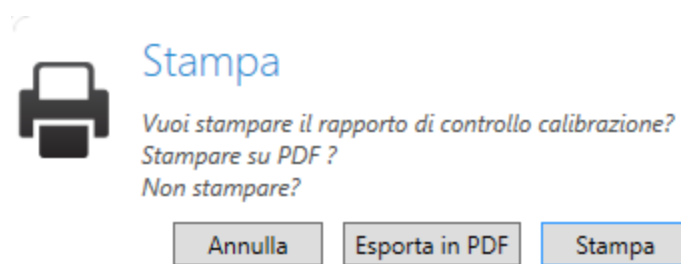 Stampa
Vuoi stampare il rapporto di controllo calibrazione?
Stampare su PDF ?
Non stampare?
Annulla Esporta in PDF Stampa